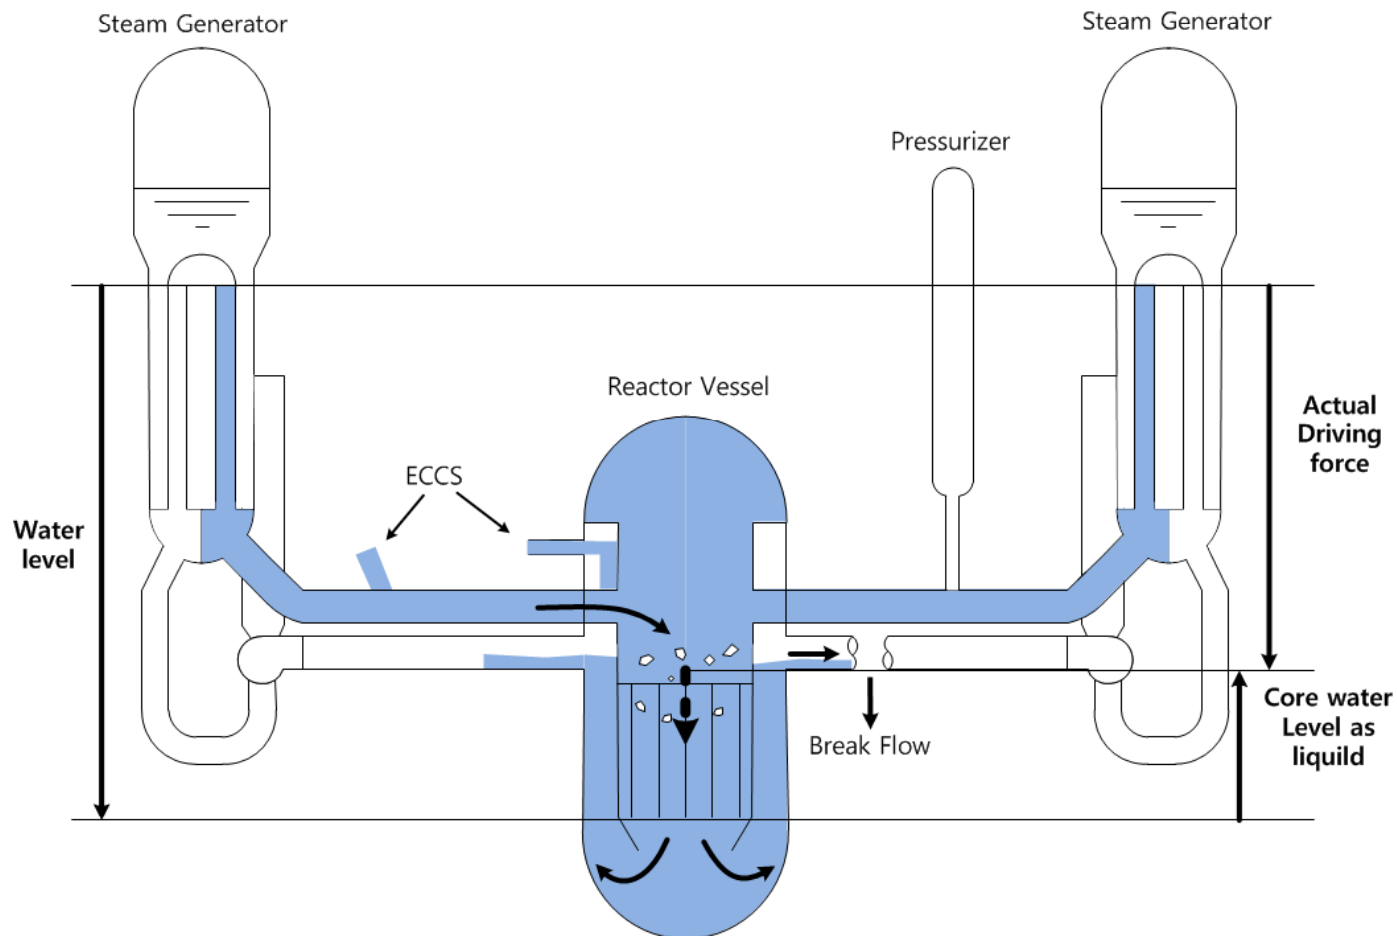 Steam Generator
Steam Generator
Pressurizer
Reactor Vessel
Actual
Driving
force
ECCS
Water
level
Core water
Level as
liquild
Break Flow